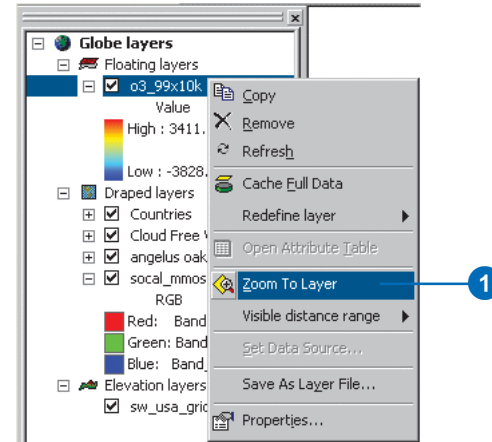 Globe layers
Floating layers
o3_99x10k
Value
High : 3411.
Low : -3828.
Draped layers
Countries
Cloud Free
angelus oak
socal_mmos
RGB
Red: Band
Green: Band
Blue: Band_
Elevation layers
sw_usa_grid
Copy
Remove
Refresh
Cache Full Data
Redefine layer
Open Attribute Table
Zoom To Layer
1
Visible distance range
Set Data Source...
Save As Layer File...
Properties...